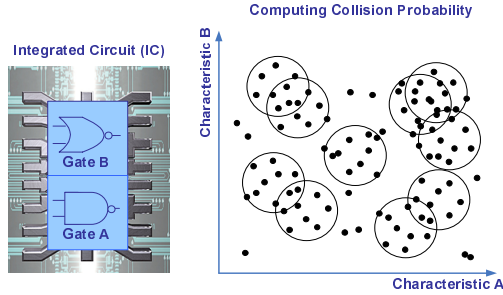 Computing Collision Probability
Integrated Circuit (IC)
Gate B
Gate A
Characteristic B
Characteristic A